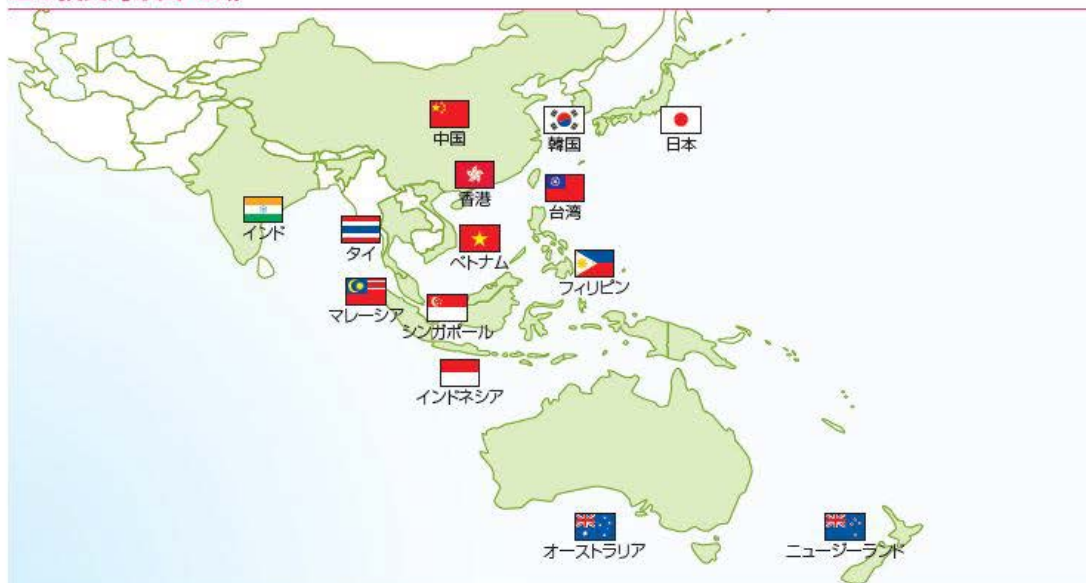 中国
韓国
日本
香港
台湾
インド
タイ
ベトナム
フィリピン
マレーシア
シンガポール
インドネシア
オーストラリア
ニュージーランド